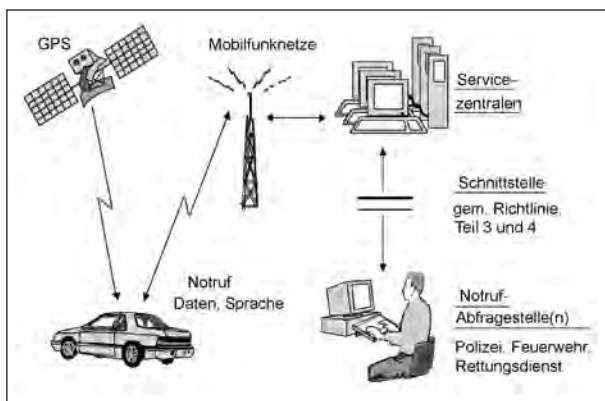 GPS
Mobilfunknetze
Service-
zentralen
Schnittstelle
gem. Richtlinie,
Teil 3 und 4
Notruf
Daten, Sprache
Notruf-
Abfragestelle(n)
Polizei, Feuerwehr,
Rettungsdienst